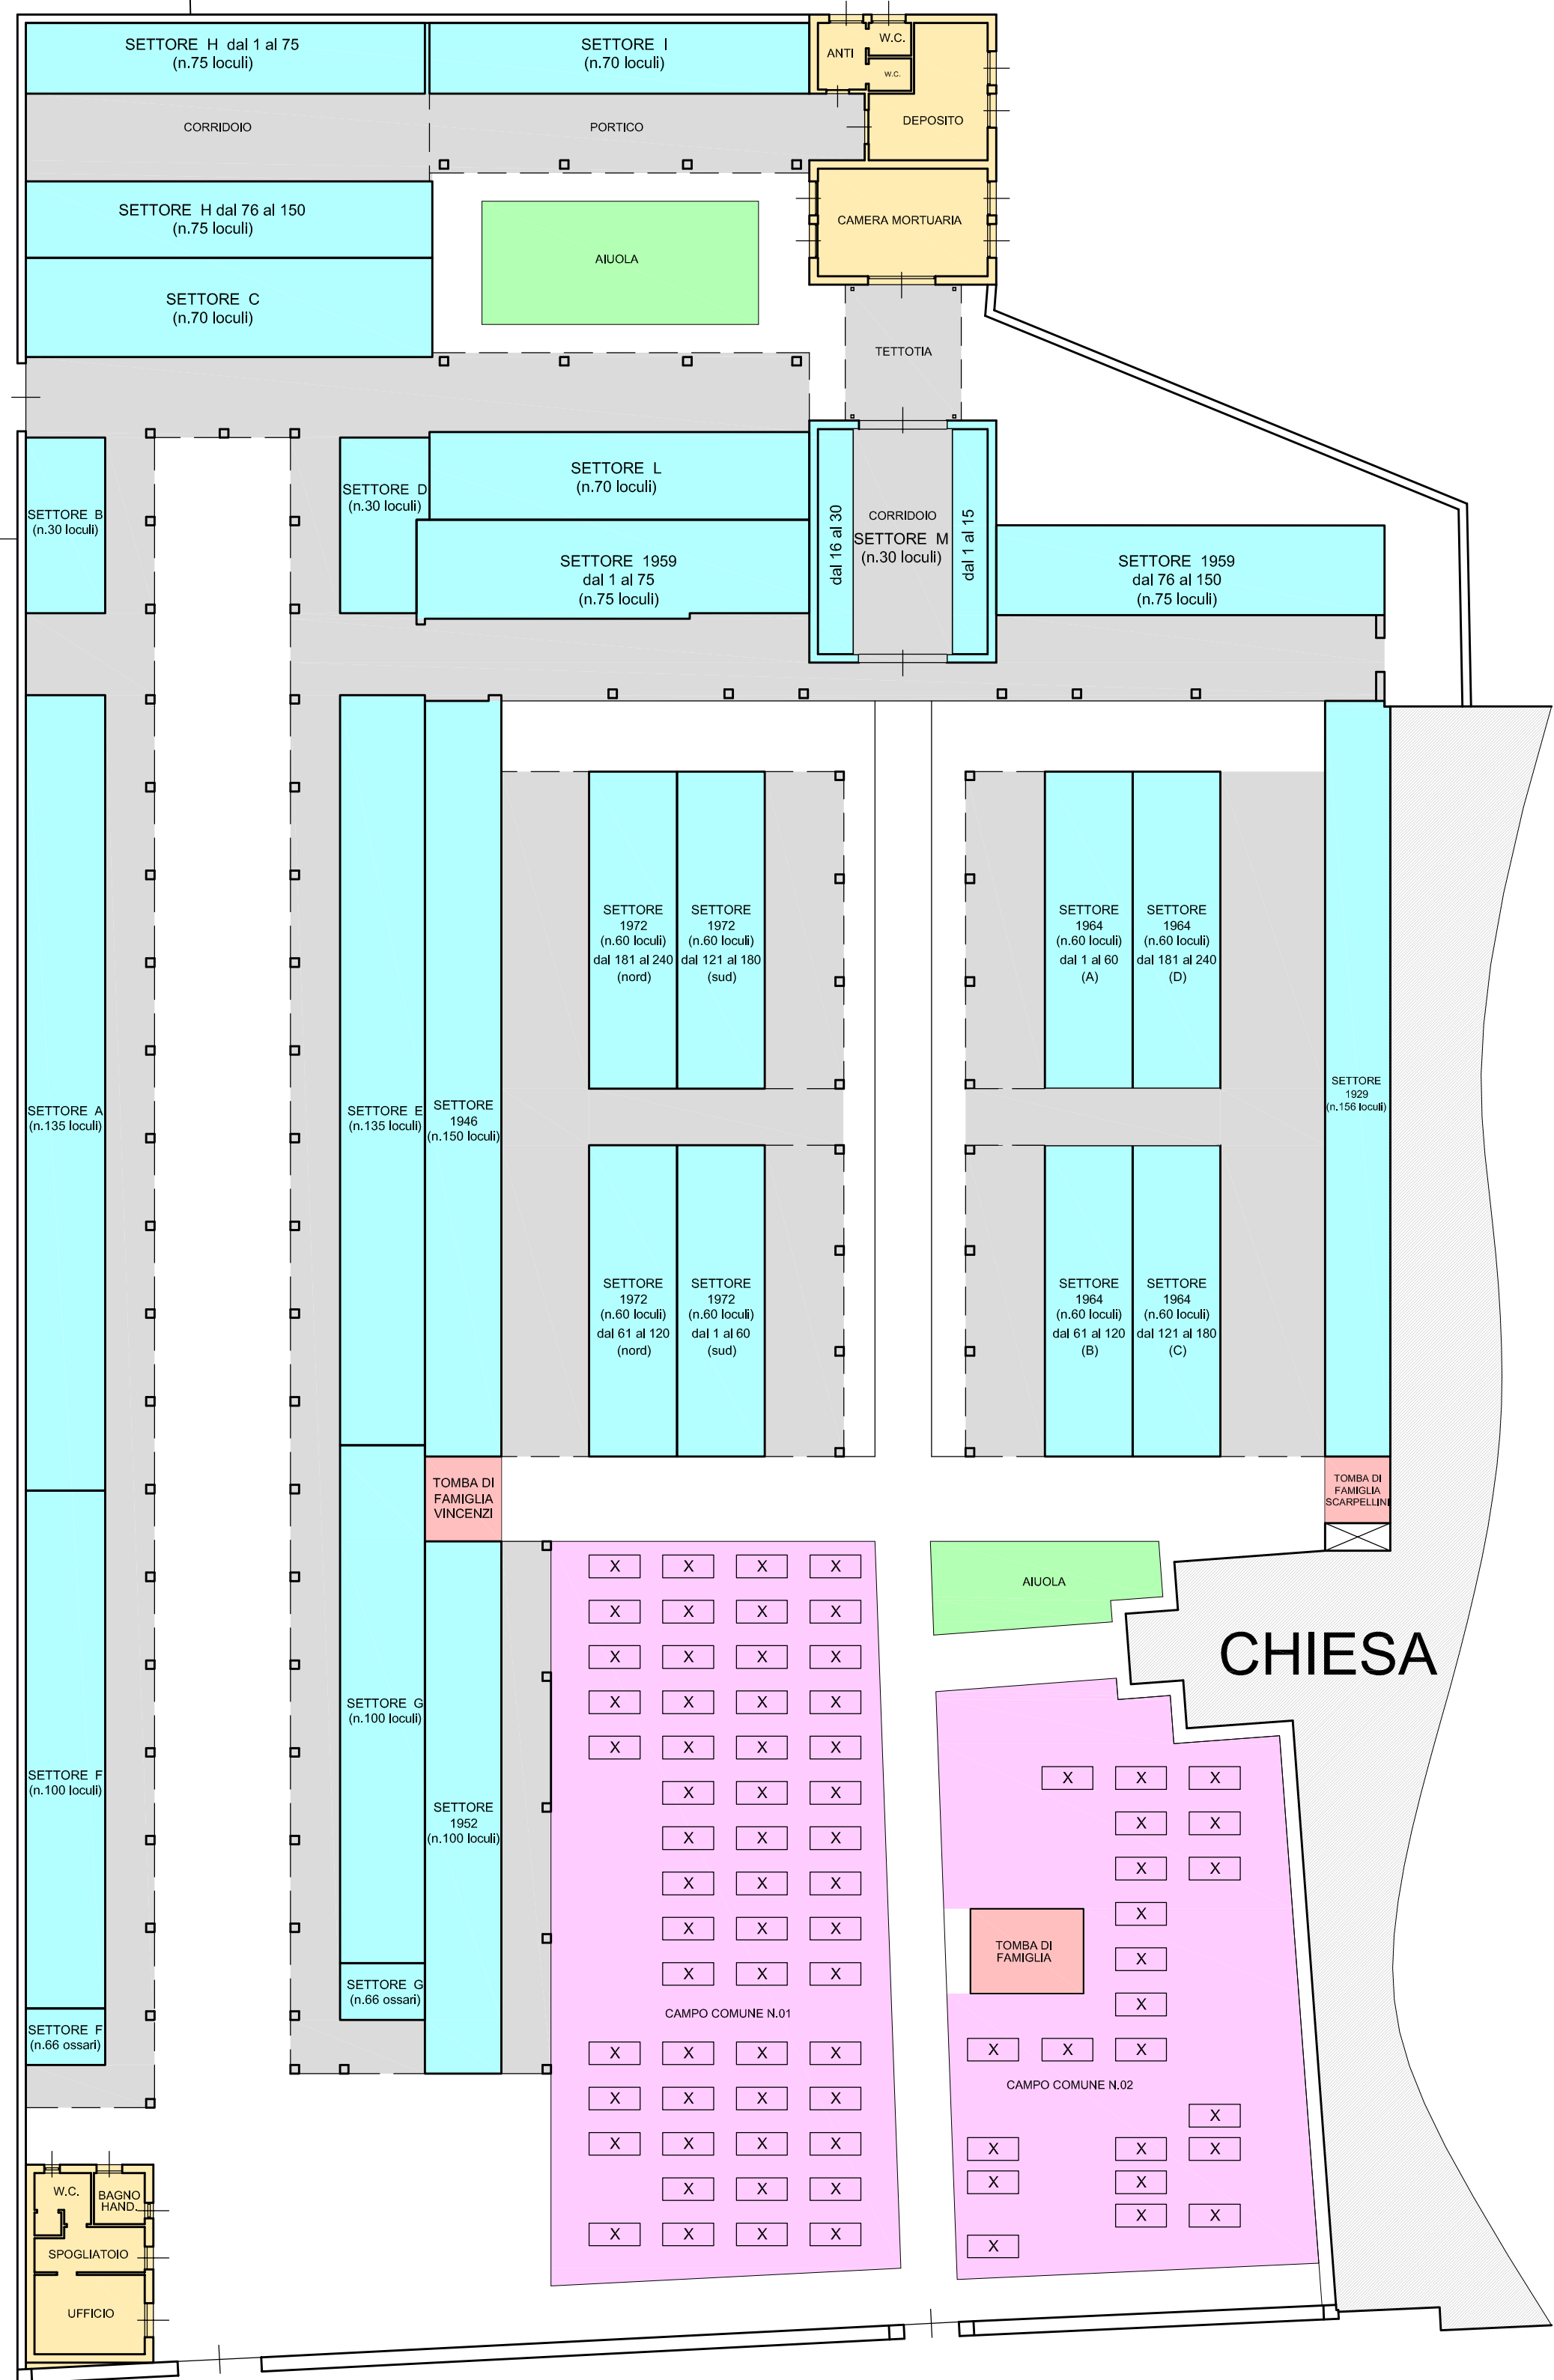 SETTORE H dal 1 al 75
(n.75 loculi)
SETTORE I
(n.70 loculi)
ANTI
W.C.
W.C.
DEPOSITO
CORRIDOIO
PORTICO
SETTORE H dal 76 al 150
(n.75 loculi)
CAMERA MORTUARIA
AIUOLA
SETTORE C
(n.70 loculi)
TETTOTIA
SETTORE B
(n.30 loculi)
SETTORE D
(n.30 loculi)
SETTORE L
(n.70 loculi)
SETTORE 1959
dal 1 al 75
(n.75 loculi)
dal 16 al 30
CORRIDOIO
SETTORE M
(n.30 loculi)
dal 1 al 15
SETTORE 1959
dal 76 al 150
(n.75 loculi)
SETTORE
1972
(n.60 loculi)
dal 181 al 240
(nord)
SETTORE
1972
(n.60 loculi)
dal 121 al 180
(sud)
SETTORE
1964
(n.60 loculi)
dal 1 al 60
(A)
SETTORE
1964
(n.60 loculi)
dal 181 al 240
(D)
SETTORE A
(n.135 loculi)
SETTORE E
(n.135 loculi)
SETTORE
1946
(n.150 loculi)
SETTORE
1929
(n.156 loculi)
SETTORE
1972
(n.60 loculi)
dal 61 al 120
(nord)
SETTORE
1972
(n.60 loculi)
dal 1 al 60
(sud)
SETTORE
1964
(n.60 loculi)
dal 61 al 120
(B)
SETTORE
1964
(n.60 loculi)
dal 121 al 180
(C)
TOMBA DI
FAMIGLIA
VINCENZI
TOMBA DI
FAMIGLIA
SCARPELLINI
X X X X
AIUOLA
X X X X
CHIESA
X X X X
X X X X
SETTORE G
(n.100 loculi)
X X X X
X X X
X X X
SETTORE F
(n.100 loculi)
X X X
SETTORE
1952
(n.100 loculi)
X X X
X X
X X X
X X
X X X
X
TOMBA DI
FAMIGLIA
X
X X X
X
SETTORE G
(n.66 ossari)
CAMPO COMUNE N.01
SETTORE F
(n.66 ossari)
X X X X
X X X
CAMPO COMUNE N.02
X X X X
X
X X X X
X X X
X X X
X X
X X X X
X X
X
W.C.
BAGNO
HAND.
SPOGLIATOIO
UFFICIO